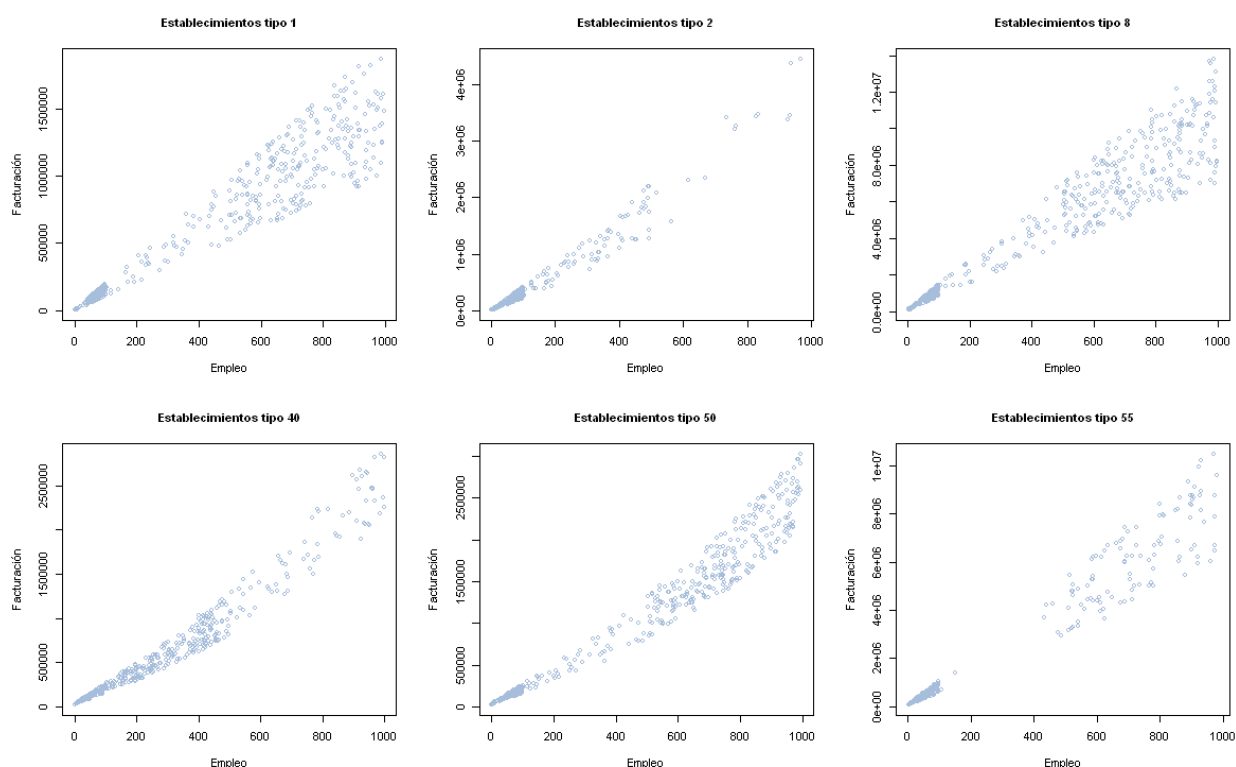 Establecimientos tipo 1
Facturación
0
500000
1000000
1500000
0 200 400 600 800 1000
Empleo
Establecimientos tipo 2
Facturación
0e+00
1e+06
2e+06
3e+06
4e+06
0 200 400 600 800 1000
Empleo
Establecimientos tipo 8
Facturación
0.0e+00
4.0e+06
8.0e+06
1.2e+07
0 200 400 600 800 1000
Empleo
Establecimientos tipo 40
Facturación
0
500000
1500000
2500000
0 200 400 600 800 1000
Empleo
Establecimientos tipo 50
Facturación
0
500000
1500000
2500000
0 200 400 600 800 1000
Empleo
Establecimientos tipo 55
Facturación
0e+00
2e+06
4e+06
6e+06
8e+06
1e+07
0 200 400 600 800 1000
Empleo